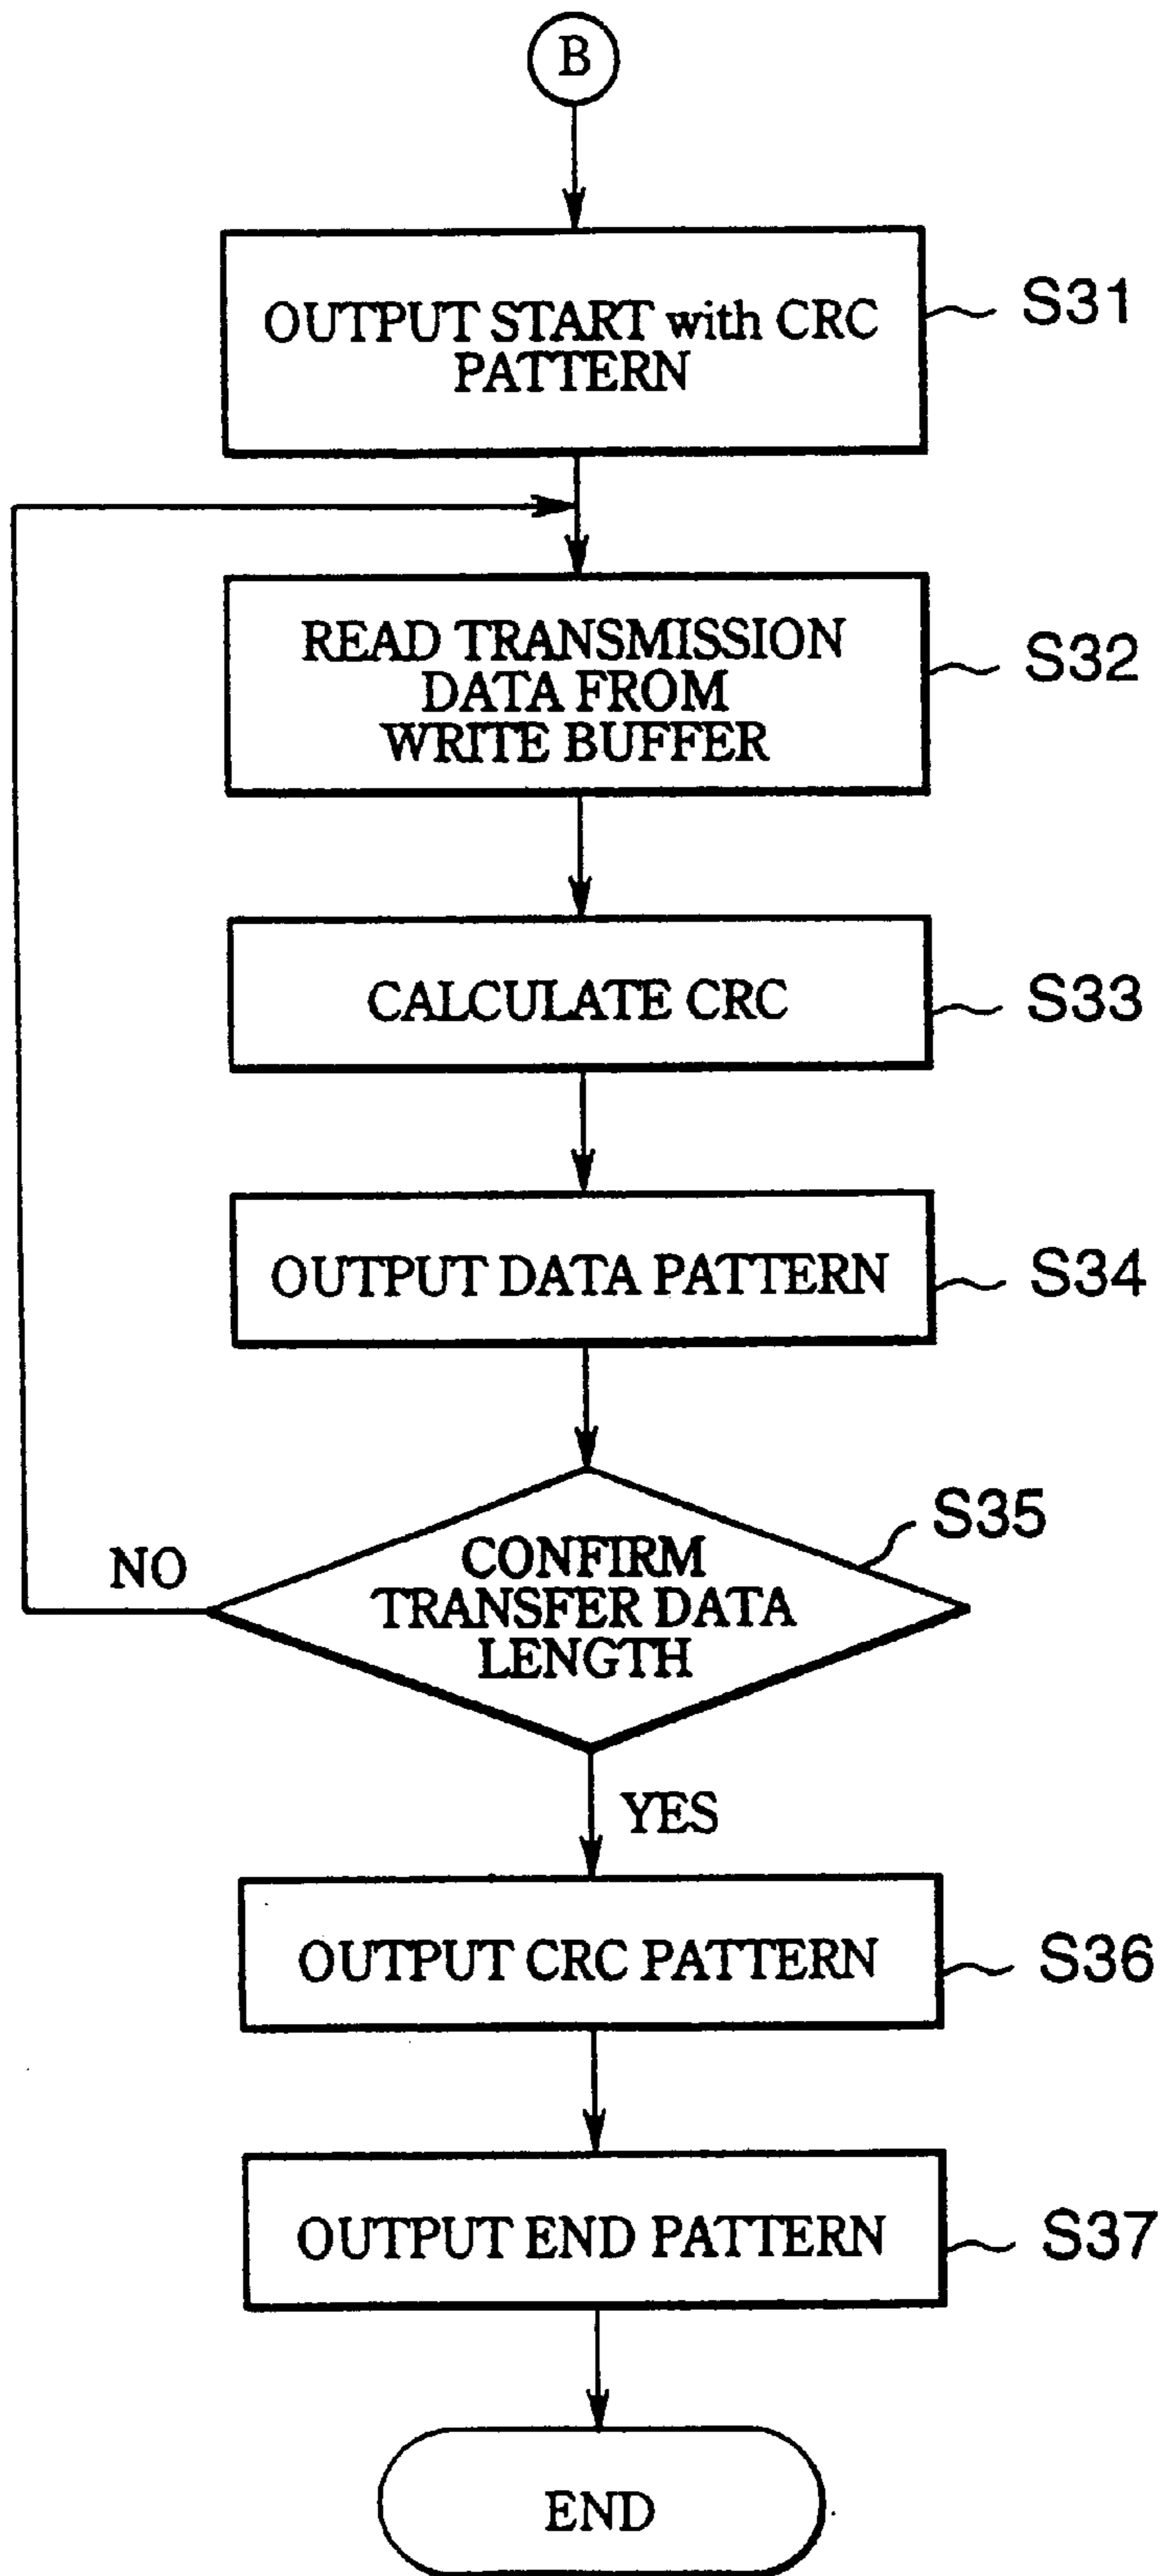 B
OUTPUT START with CRC
PATTERN
S31
READ TRANSMISSION
DATA FROM
WRITE BUFFER
S32
CALCULATE CRC
S33
OUTPUT DATA PATTERN
S34
S35
CONFIRM
TRANSFER DATA
LENGTH
NO
YES
OUTPUT CRC PATTERN
S36
OUTPUT END PATTERN
S37
END